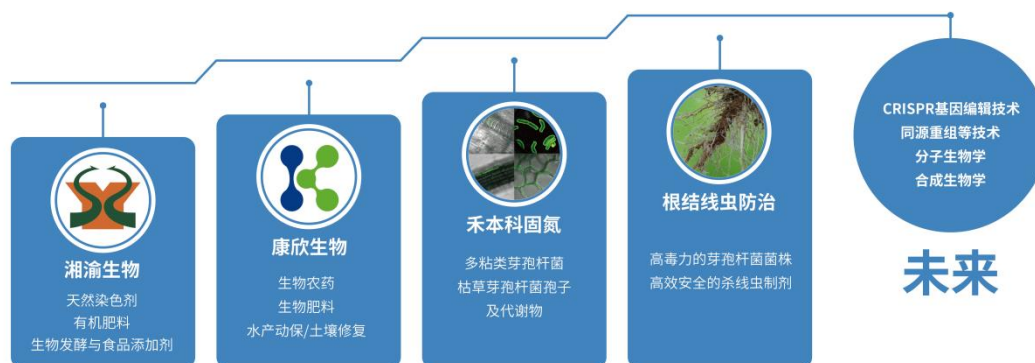 湘渝生物
天然染色剂
有机肥料
生物发酵与食品添加剂
康欣生物
生物农药
生物肥料
水产动保/土壤修复
禾本科固氮
多粘类芽孢杆菌
枯草芽孢杆菌孢子
及代谢物
根结线虫防治
高毒力的芽孢杆菌菌株
高效安全的杀线虫制剂
CRISPR基因编辑技术
同源重组等技术
分子生物学
合成生物学
未来